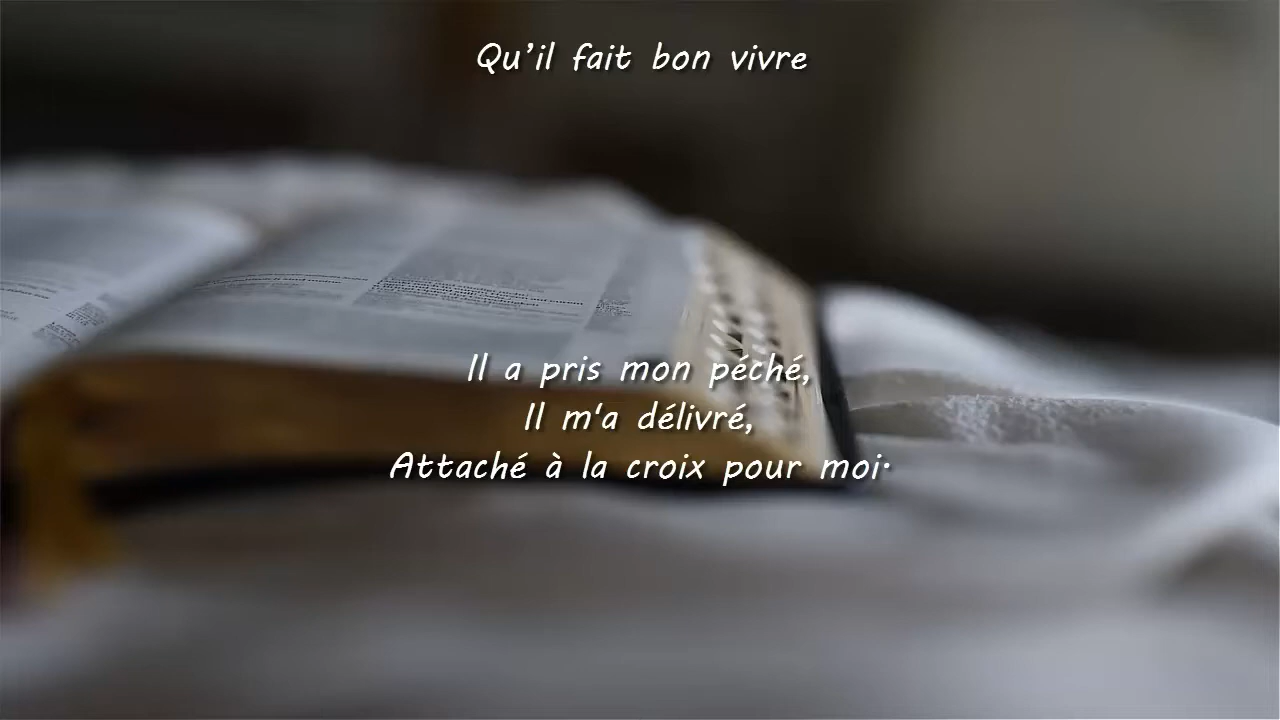 Qu’il fait bon vivre
Il a pris mon péché,
Il m'a délivré,
Attaché à la croix pour moi·